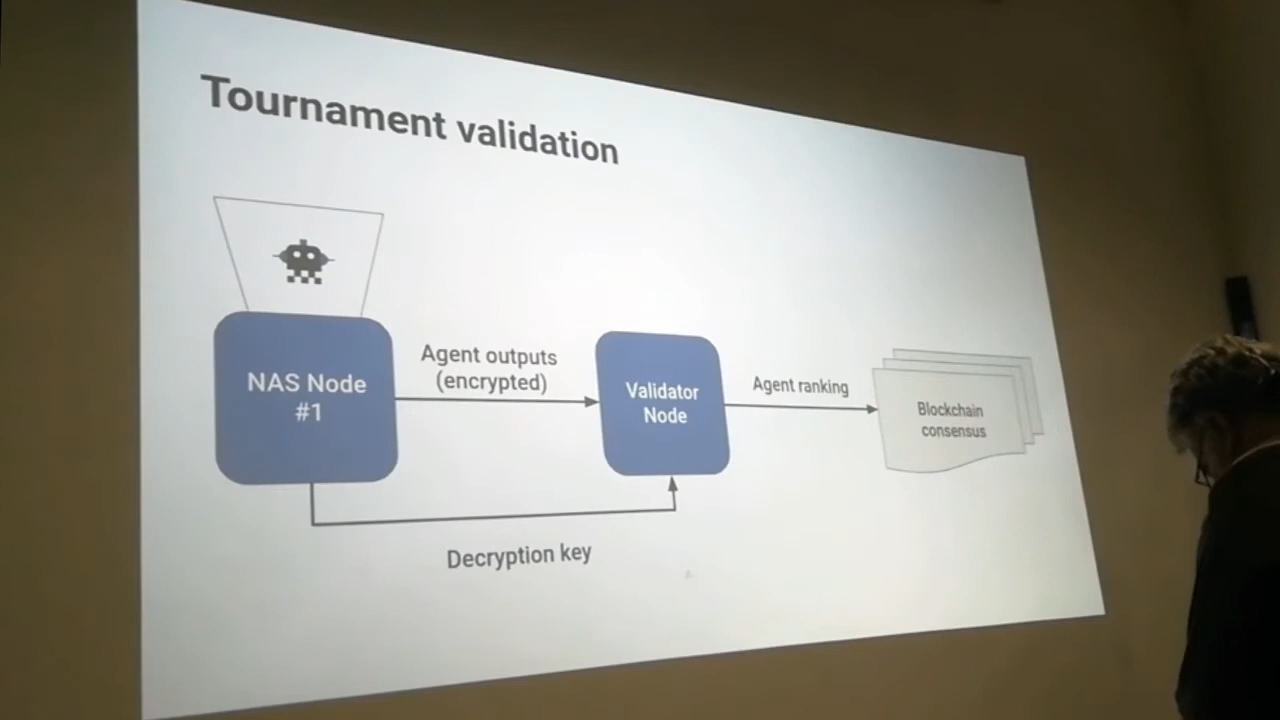 Tournament validation
NAS Node
#1
Agent outputs
(encrypted)
Validator
Node
Agent ranking
Blockchain
consensus
Decryption key